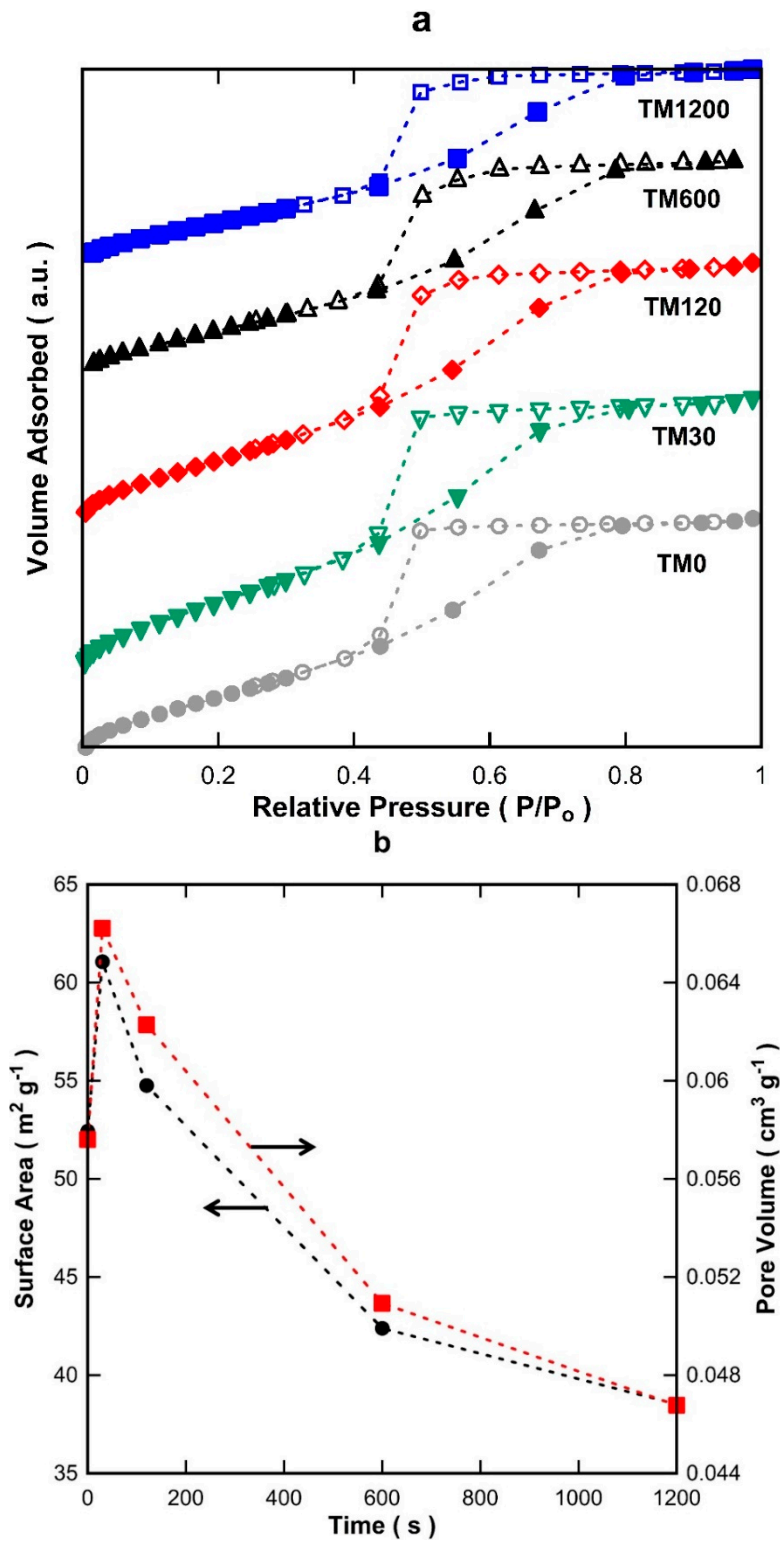 a
Volume Adsorbed ( a.u. )
TM1200
TM600
TM120
TM30
TM0
0 0.2 0.4 0.6 0.8 1
Relative Pressure ( P/Pₒ )
b
65 0.068
60 0.064
55 0.06
50 0.056
45 0.052
40 0.048
35 0.044
Surface Area ( m² g⁻¹ )
Pore Volume ( cm³ g⁻¹ )
0 200 400 600 800 1000 1200
Time ( s )